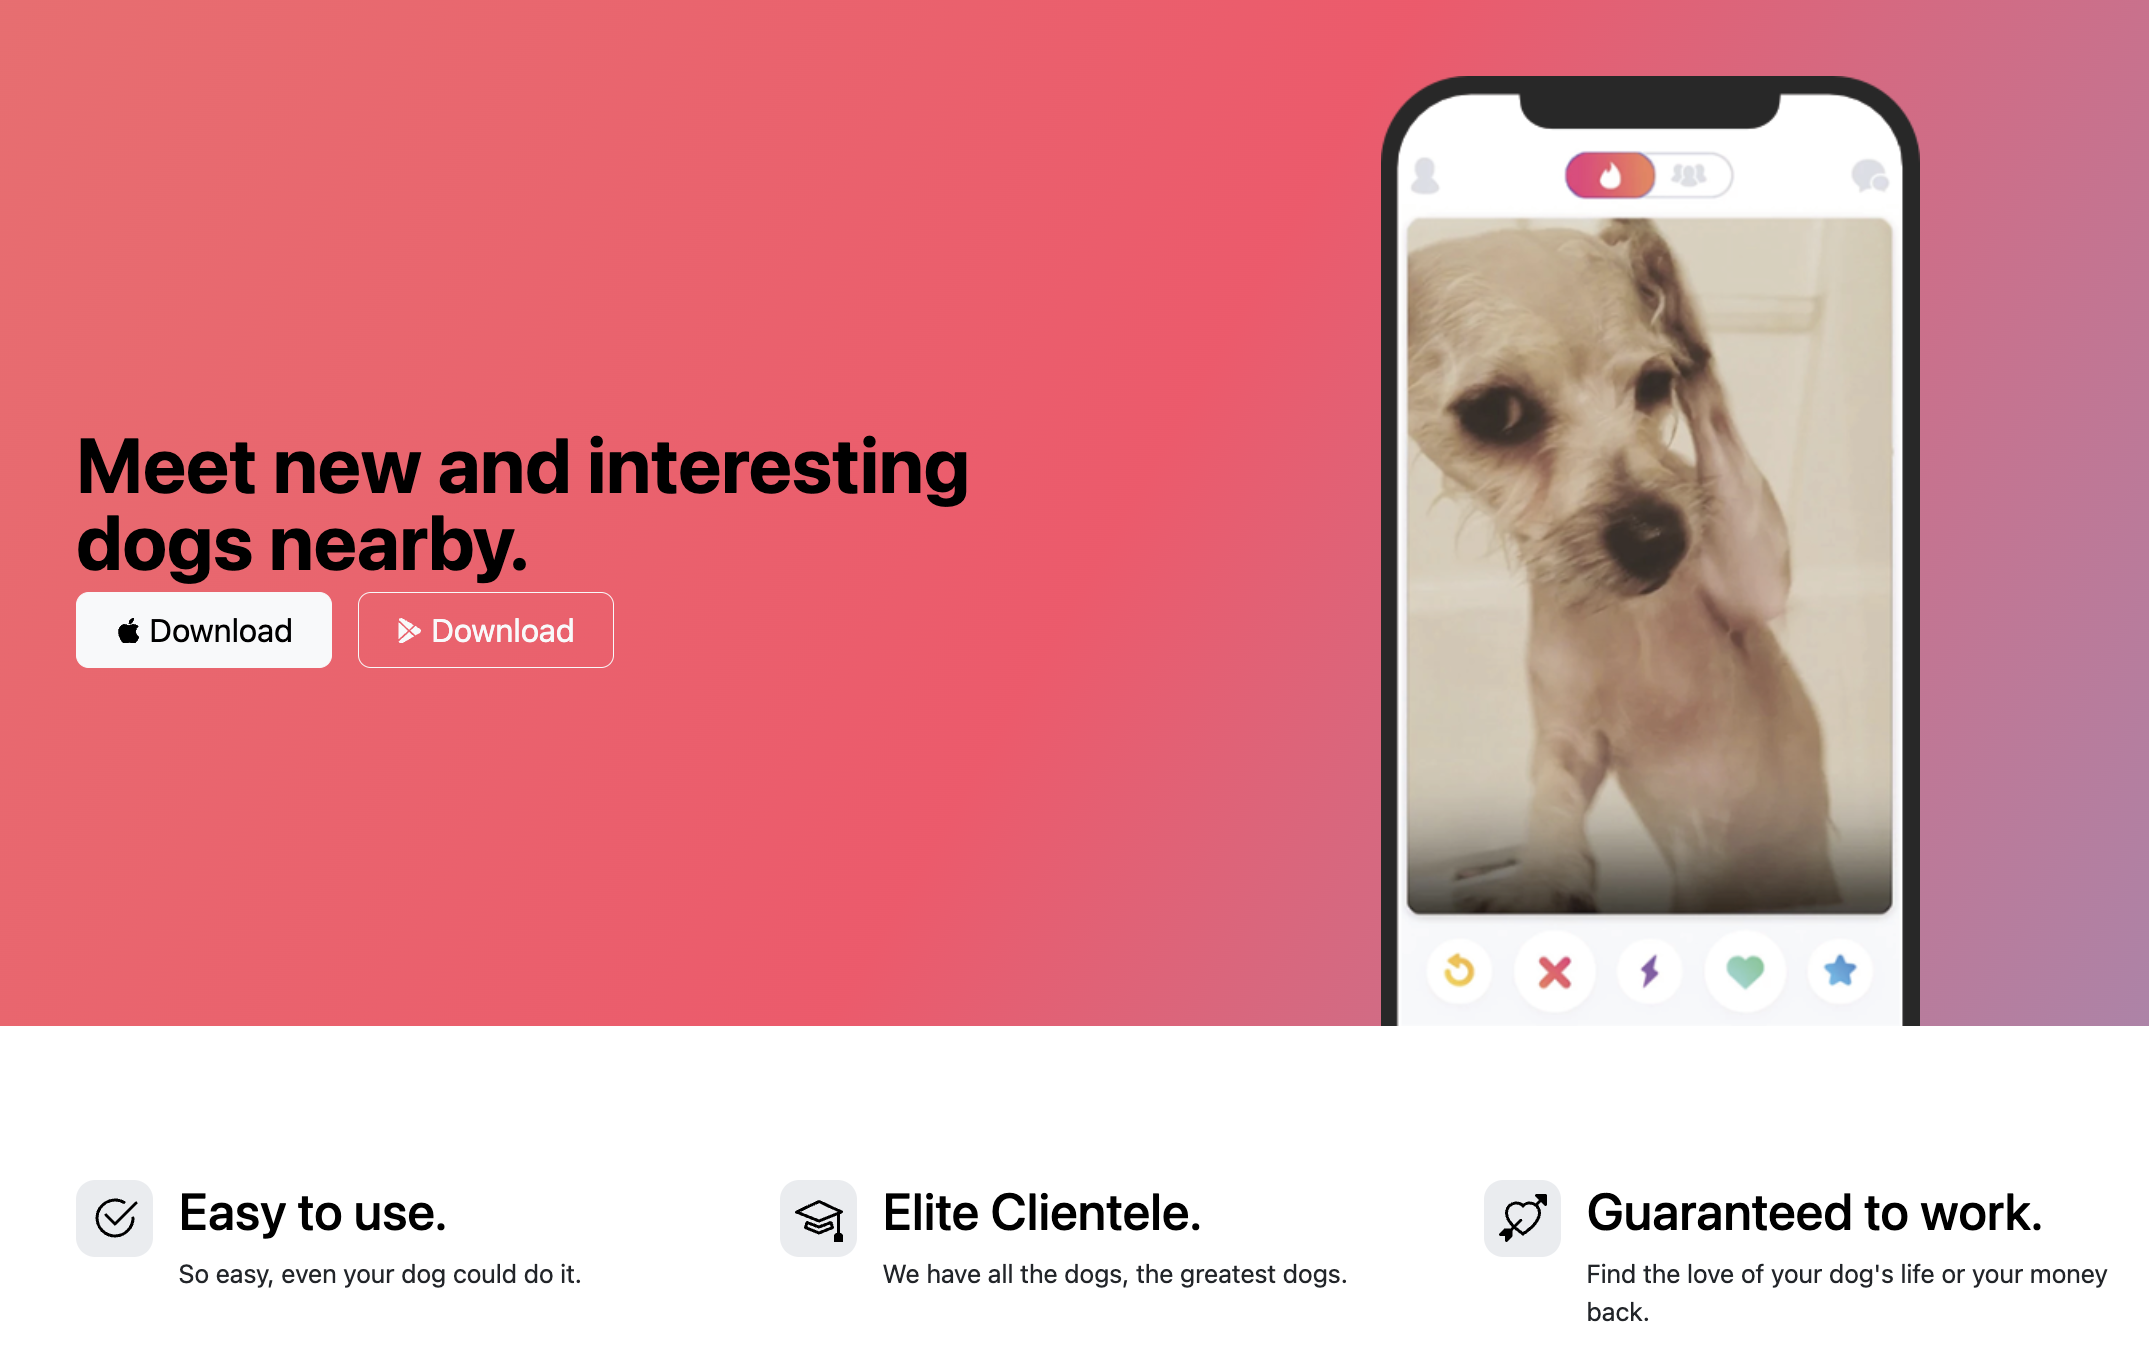 Meet new and interesting
dogs nearby.
Download
Download
Easy to use.
So easy, even your dog could do it.
Elite Clientele.
We have all the dogs, the greatest dogs.
Guaranteed to work.
Find the love of your dog's life or your money
back.